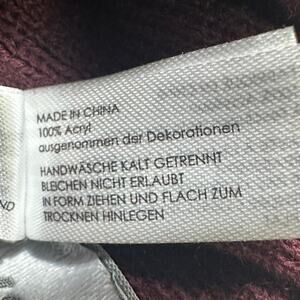 MADE IN CHINA
100% Acryl
ausgenommen der Dekorationen
HANDWÄSCHE KALT GETRENNT
BLEICHEN NICHT ERLAUBT
IN FORM ZIEHEN UND FLACH ZUM
TROCKNEN HINLEGEN
ND